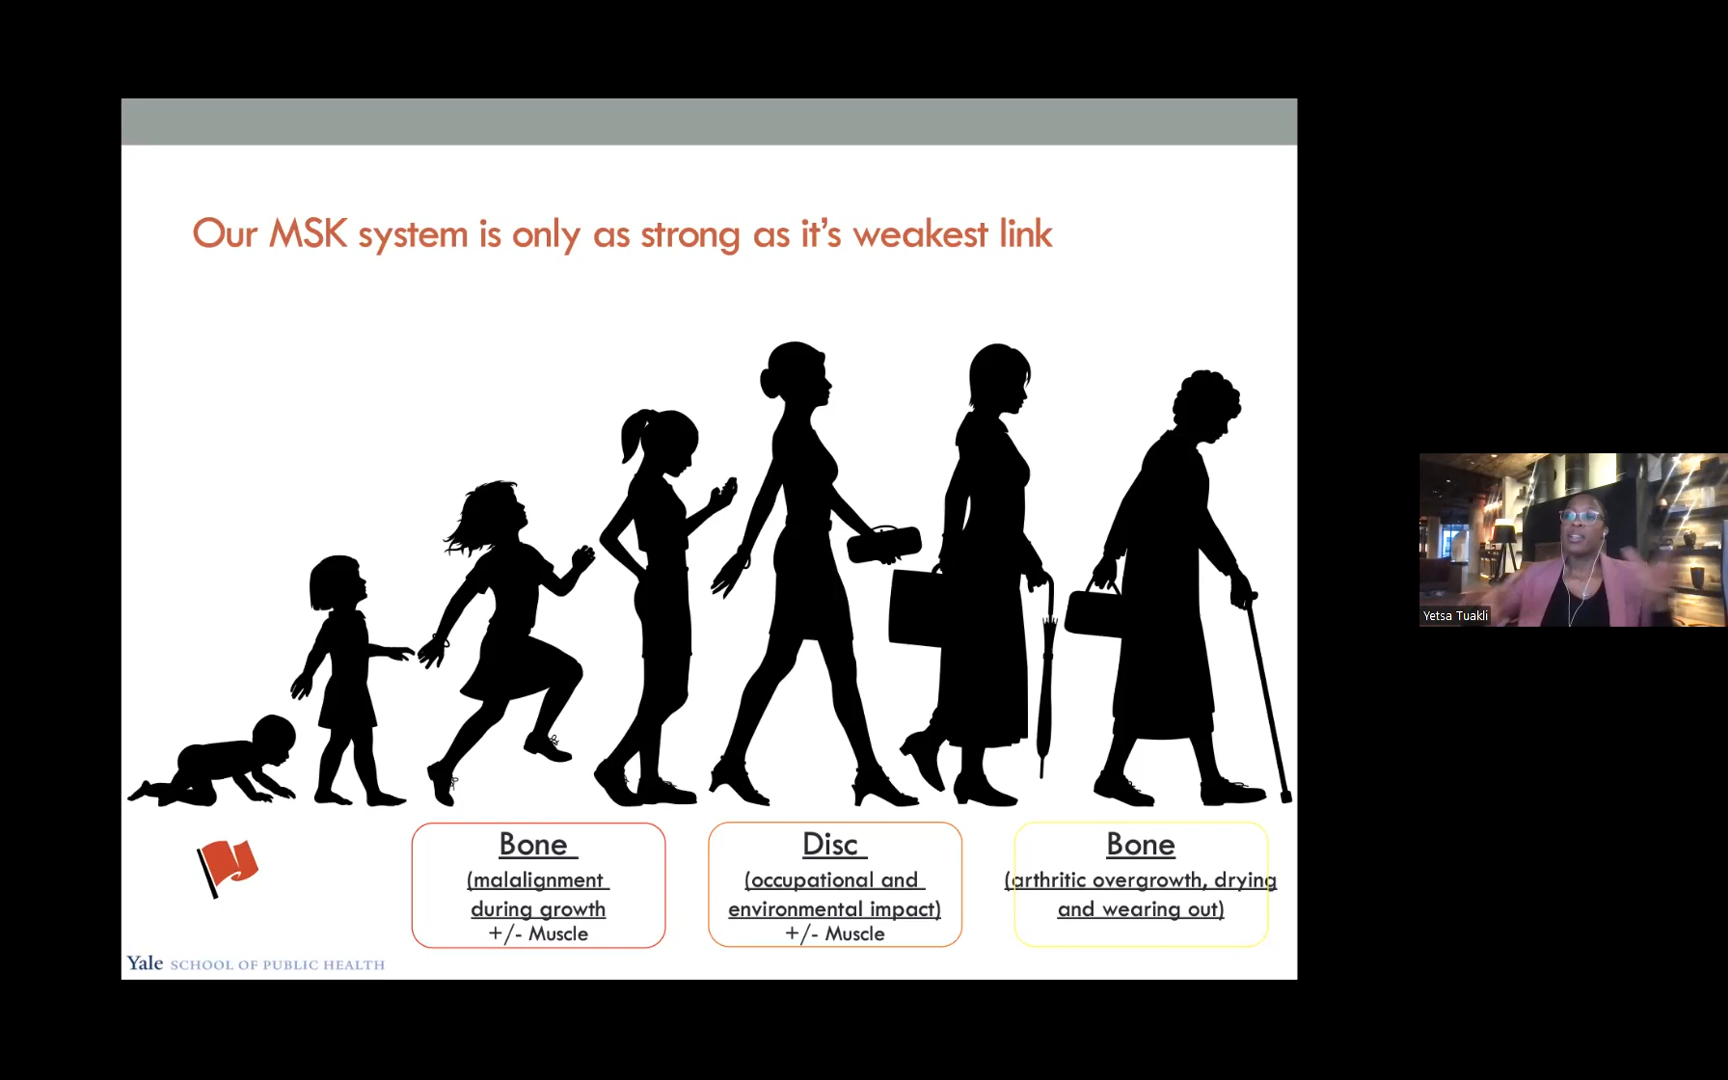 Our MSK system is only as strong as it’s weakest link
Bone
(malalignment
during growth
+/- Muscle
Disc
(occupational and
environmental impact)
+/- Muscle
Bone
(arthritic overgrowth, drying
and wearing out)
Yale SCHOOL OF PUBLIC HEALTH
Yetsa Tuakli